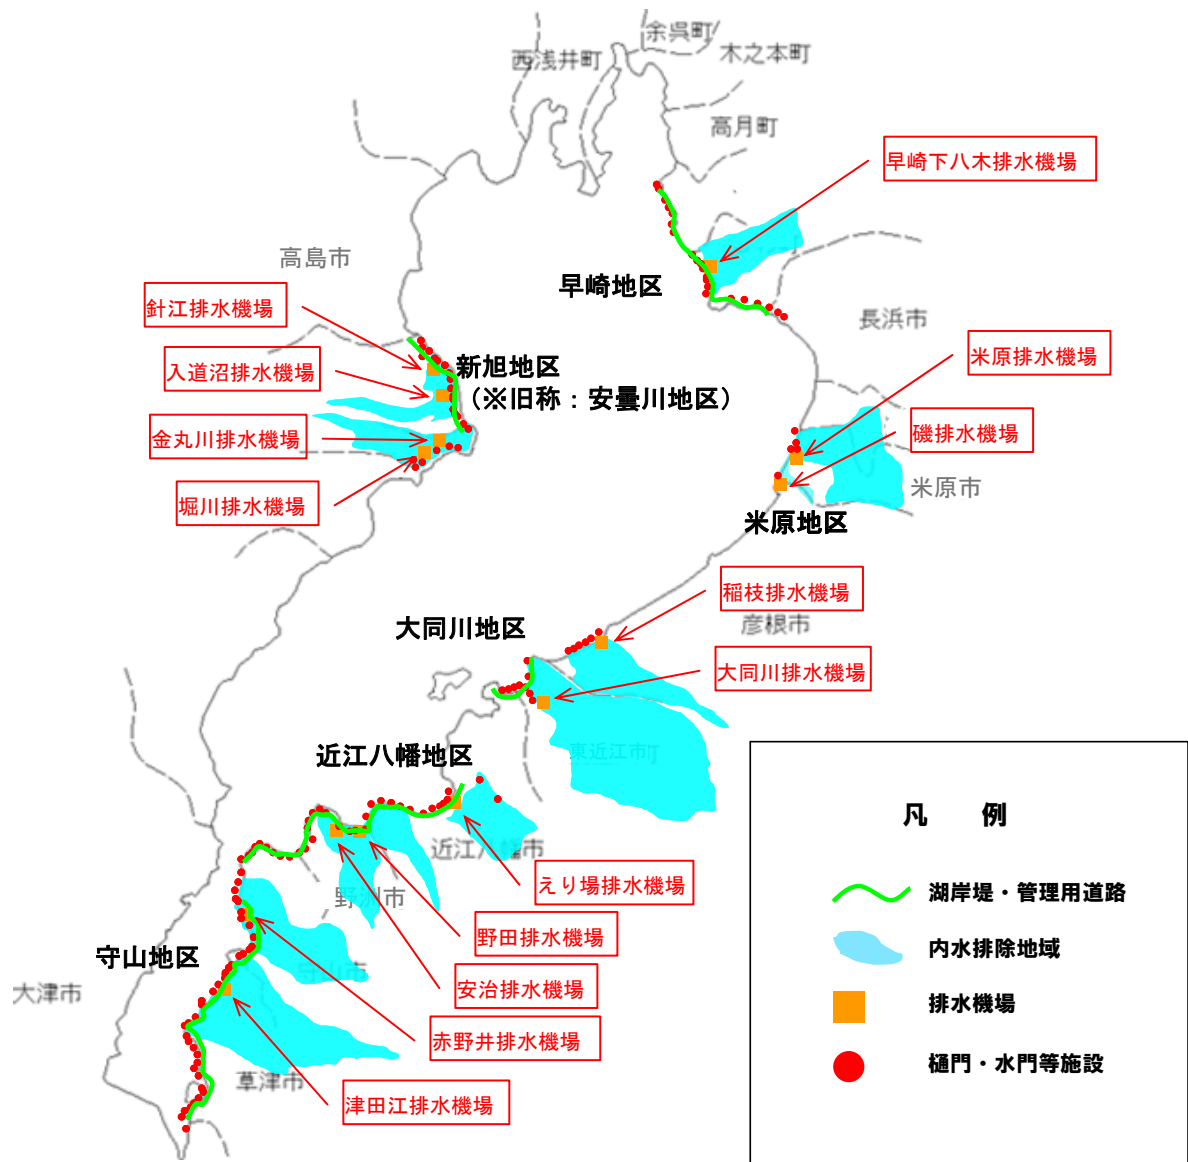 余呉町
西浅井町
木之本町
高月町
早崎下八木排水機場
高島市
早崎地区
針江排水機場
長浜市
入道沼排水機場
新旭地区
(※旧称：安曇川地区)
米原排水機場
金丸川排水機場
磯排水機場
堀川排水機場
米原市
米原地区
稲枝排水機場
大同川地区
彦根市
大同川排水機場
近江八幡地区
東近江市
近江八幡市
えり場排水機場
野洲市
野田排水機場
守山地区
守山市
安治排水機場
大津市
赤野井排水機場
草津市
津田江排水機場
凡　例
湖岸堤・管理用道路
内水排除地域
排水機場
樋門・水門等施設